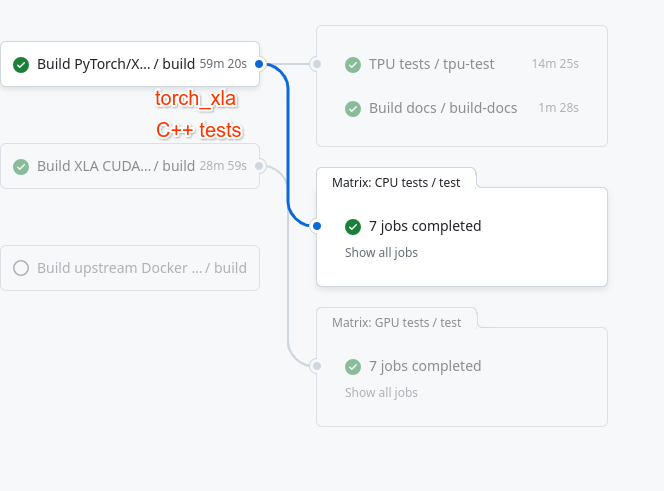 Build PyTorch/X... / build 59m 20s
torch_xla
C++ tests
Build XLA CUDA... / build 28m 59s
Build upstream Docker ... / build
TPU tests / tpu-test 14m 25s
Build docs / build-docs 1m 28s
Matrix: CPU tests / test
7 jobs completed
Show all jobs
Matrix: GPU tests / test
7 jobs completed
Show all jobs